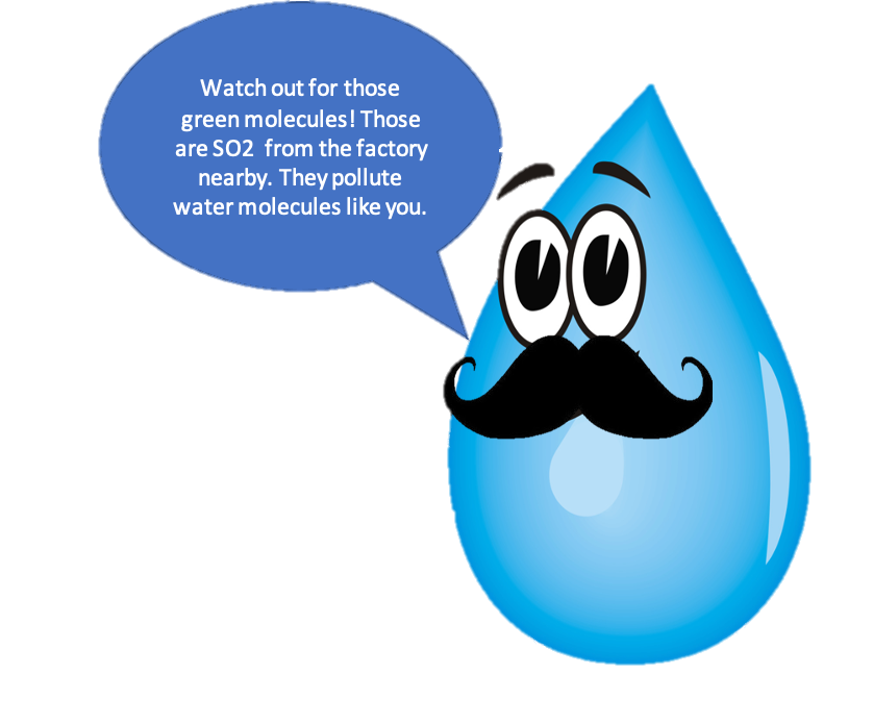 Watch out for those
green molecules! Those
are SO2  from the factory
nearby. They pollute
water molecules like you.